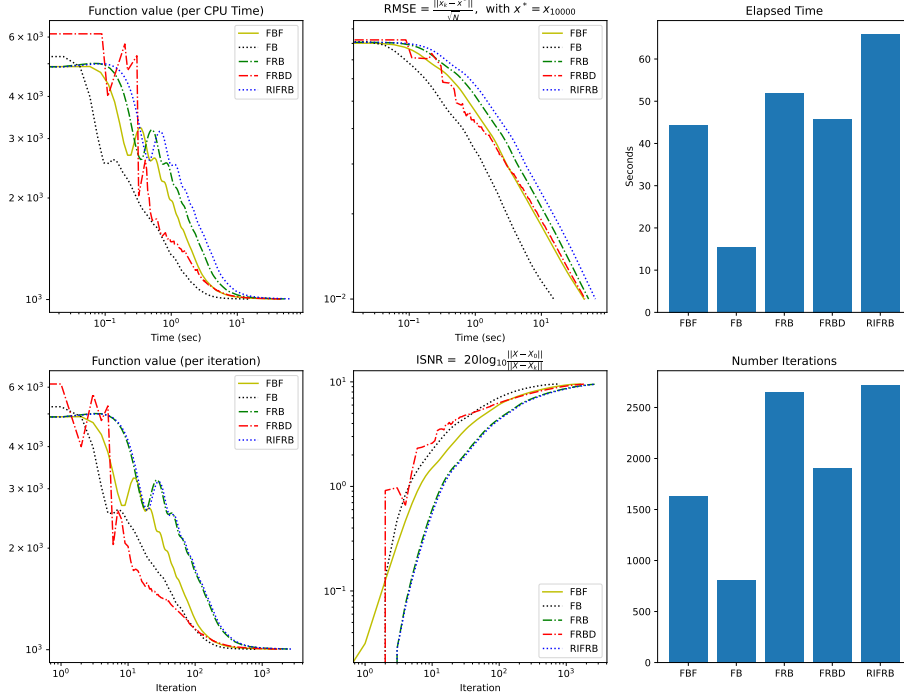 Function value (per CPU Time)
6 × 10³
4 × 10³
3 × 10³
2 × 10³
10³
10⁻¹ 10⁰ 10¹
Time (sec)
FBF
FB
FRB
FRBD
RIFRB
RMSE = ||x_k − x*|| / √N, with x* = x₁₀₀₀₀
10⁻²
10⁻¹ 10⁰ 10¹
Time (sec)
FBF
FB
FRB
FRBD
RIFRB
Elapsed Time
Seconds
60
50
40
30
20
10
0
FBF FB FRB FRBD RIFRB
Function value (per iteration)
6 × 10³
4 × 10³
3 × 10³
2 × 10³
10³
10⁰ 10¹ 10² 10³
Iteration
FBF
FB
FRB
FRBD
RIFRB
ISNR = 20log₁₀ ||X−X₀|| / ||X−X_k||
10¹
10⁰
10⁻¹
10⁰ 10¹ 10² 10³
Iteration
FBF
FB
FRB
FRBD
RIFRB
Number Iterations
2500
2000
1500
1000
500
0
FBF FB FRB FRBD RIFRB